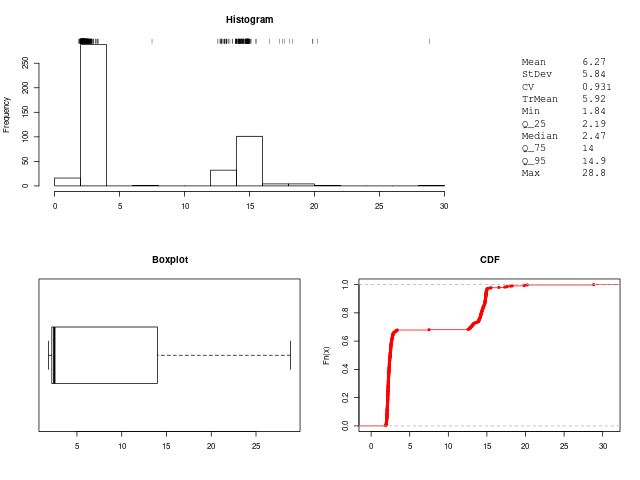 Histogram
Frequency
0 50 100 150 200 250
0 5 10 15 20 25 30
Mean 6.27
StDev 5.84
CV 0.931
TrMean 5.92
Min 1.84
Q_25 2.19
Median 2.47
Q_75 14
Q_95 14.9
Max 28.8
Boxplot
5 10 15 20 25
CDF
Fn(x)
0.0 0.2 0.4 0.6 0.8 1.0
0 5 10 15 20 25 30